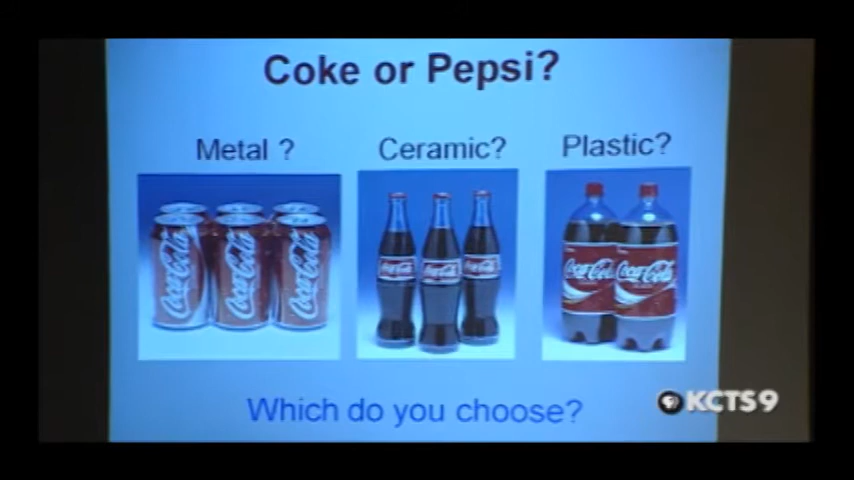 Coke or Pepsi?
Metal ?
Ceramic?
Plastic?
Coca-Cola
Coca-Cola
Coca-Cola
Coca-Cola
Coca-Cola
Coca-Cola
Coca-Cola
Coca-Cola
Which do you choose?
KCTS9